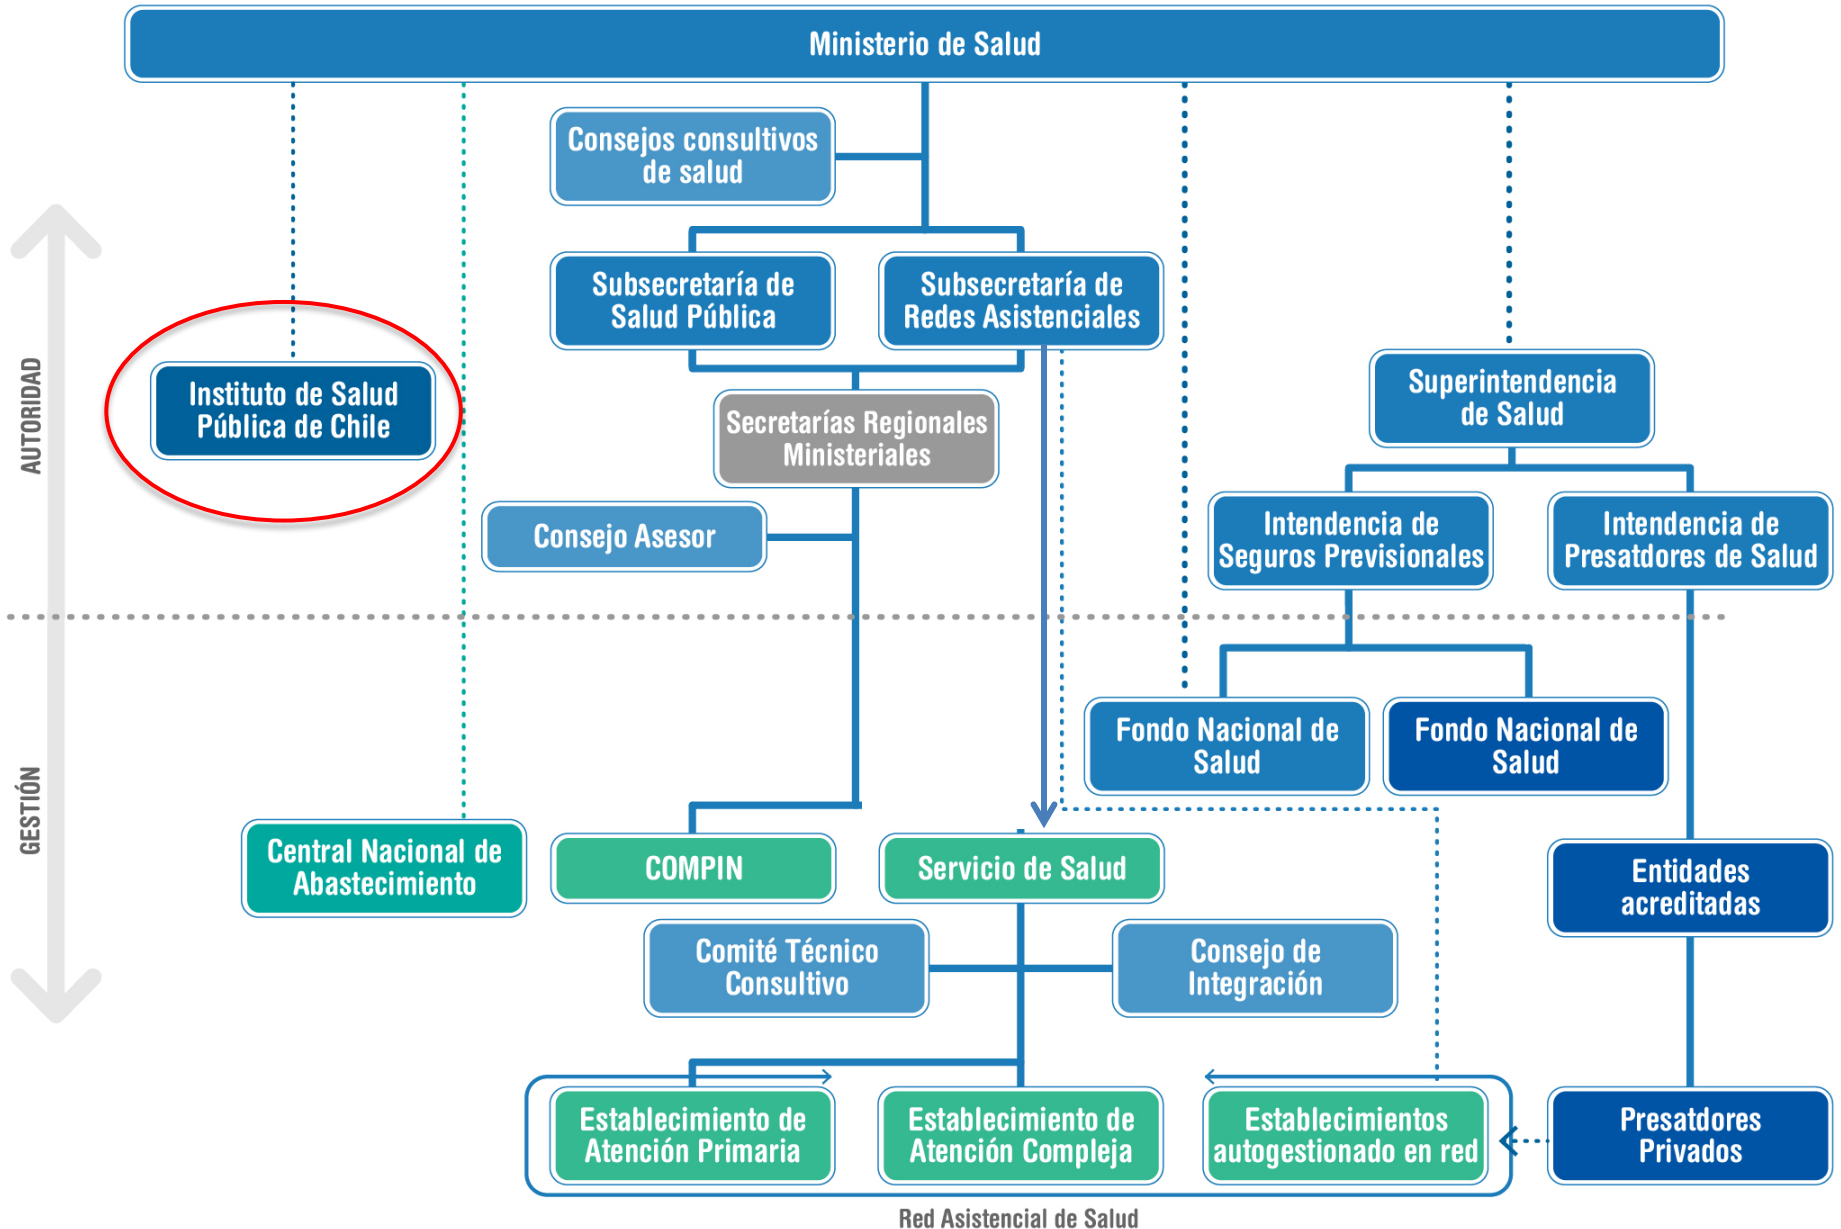 Ministerio de Salud
Consejos consultivos
de salud
Subsecretaría de
Salud Pública
Subsecretaría de
Redes Asistenciales
AUTORIDAD
Instituto de Salud
Pública de Chile
Secretarías Regionales
Ministeriales
Superintendencia
de Salud
Consejo Asesor
Intendencia de
Seguros Previsionales
Intendencia de
Presatdores de Salud
GESTIÓN
Fondo Nacional de
Salud
Fondo Nacional de
Salud
Central Nacional de
Abastecimiento
COMPIN
Servicio de Salud
Entidades
acreditadas
Comité Técnico
Consultivo
Consejo de
Integración
Establecimiento de
Atención Primaria
Establecimiento de
Atención Compleja
Establecimientos
autogestionado en red
Presatdores
Privados
Red Asistencial de Salud